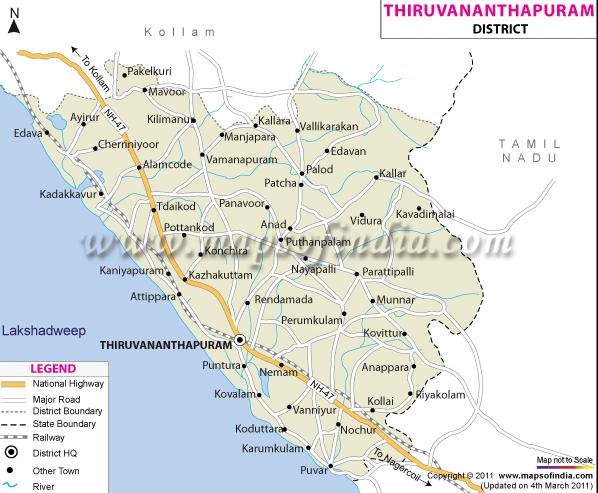 THIRUVANANTHAPURAM
DISTRICT
N
Kollam
To Kollam
Pakelkuri
Mavoor
NH-47
Ayirur
Kilimanur
Kallara
Vallikarakan
Edava
Manjapara
Cherriniyoor
Vamanapuram
Edavan
TAMIL
NADU
Alamcode
Palod
Kallar
Patcha
Kadakkavur
Tdaikod
Panavoor
Vidura
Kavadimalai
Pottankod
Anad
Puthanpalam
www.mapsofindia.com
Konchira
Nayapalli
Kaniyapuram
Kazhakuttam
Parattipalli
Attippara
Rendamada
Munnar
Perumkulam
Lakshadweep
Kovittur
THIRUVANANTHAPURAM
Puntura
Nemam
Anappara
NH-47
Kovalam
Riyakolam
Vanniyur
Kollai
Koduttara
Nochur
Karumkulam
To Nagercoil
Puvar
LEGEND
National Highway
Major Road
District Boundary
State Boundary
Railway
District HQ
Other Town
River
Map not to Scale
Copyright © 2011 www.mapsofindia.com
(Updated on 4th March 2011)